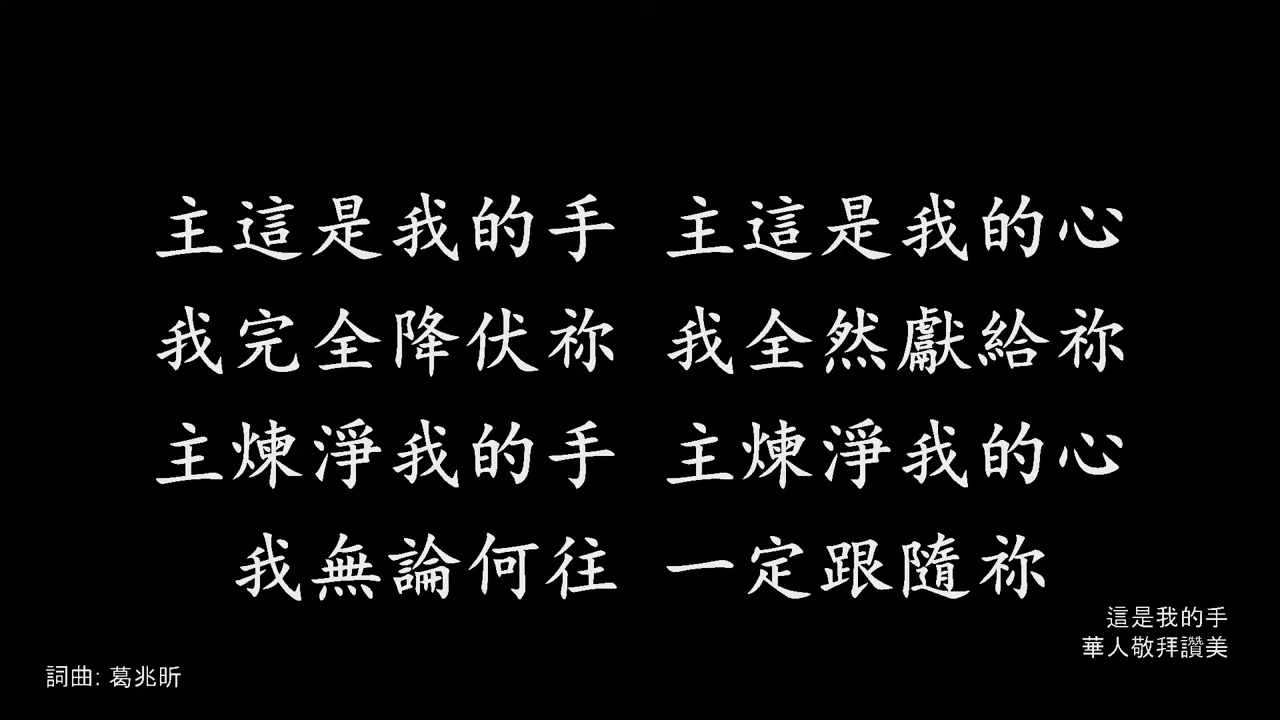 主這是我的手 主這是我的心
我完全降伏祢 我全然獻給祢
主煉淨我的手 主煉淨我的心
我無論何往 一定跟隨祢
這是我的手
華人敬拜讚美
詞曲: 葛兆昕